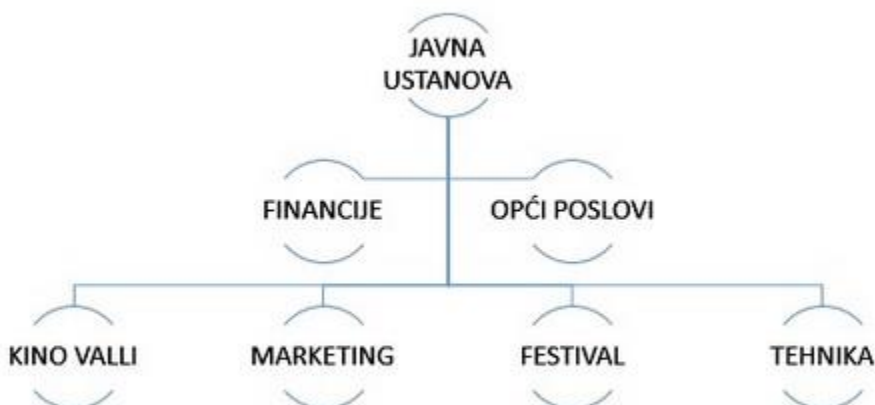 JAVNA
USTANOVA
FINANCIJE
OPĆI POSLOVI
KINO VALLI
MARKETING
FESTIVAL
TEHNIKA